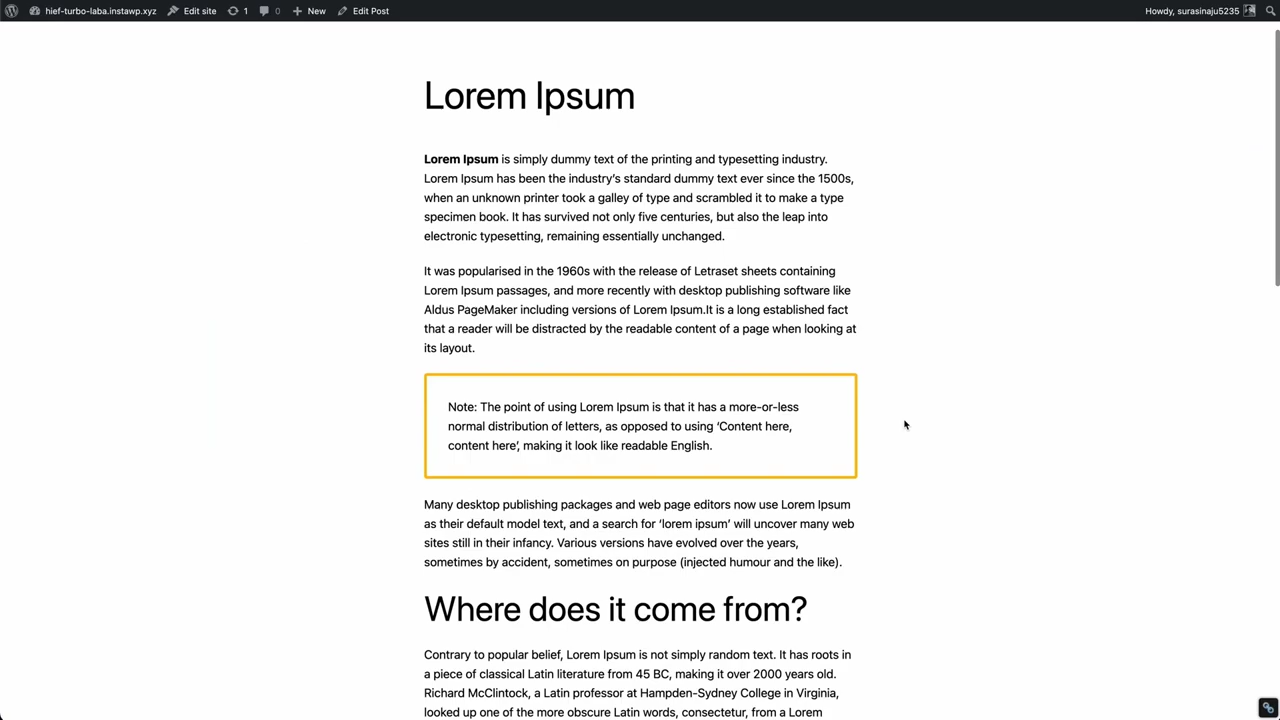 hief-turbo-laba.instawp.xyz Edit site 1 0 New Edit Post Howdy, surasinaju5235
Lorem Ipsum
Lorem Ipsum is simply dummy text of the printing and typesetting industry.
Lorem Ipsum has been the industry’s standard dummy text ever since the 1500s,
when an unknown printer took a galley of type and scrambled it to make a type
specimen book. It has survived not only five centuries, but also the leap into
electronic typesetting, remaining essentially unchanged.
It was popularised in the 1960s with the release of Letraset sheets containing
Lorem Ipsum passages, and more recently with desktop publishing software like
Aldus PageMaker including versions of Lorem Ipsum.It is a long established fact
that a reader will be distracted by the readable content of a page when looking at
its layout.
Note: The point of using Lorem Ipsum is that it has a more-or-less
normal distribution of letters, as opposed to using ‘Content here,
content here’, making it look like readable English.
Many desktop publishing packages and web page editors now use Lorem Ipsum
as their default model text, and a search for ‘lorem ipsum’ will uncover many web
sites still in their infancy. Various versions have evolved over the years,
sometimes by accident, sometimes on purpose (injected humour and the like).
Where does it come from?
Contrary to popular belief, Lorem Ipsum is not simply random text. It has roots in
a piece of classical Latin literature from 45 BC, making it over 2000 years old.
Richard McClintock, a Latin professor at Hampden-Sydney College in Virginia,
looked up one of the more obscure Latin words, consectetur, from a Lorem